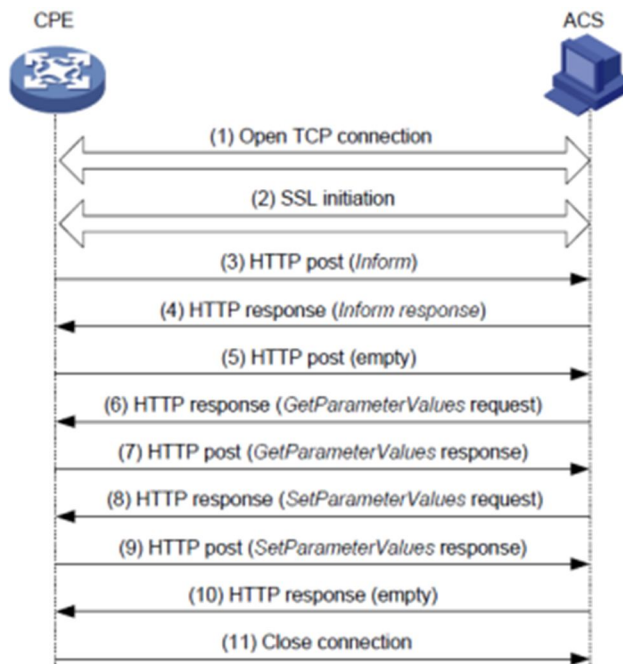 CPE
ACS
(1) Open TCP connection
(2) SSL initiation
(3) HTTP post (Inform)
(4) HTTP response (Inform response)
(5) HTTP post (empty)
(6) HTTP response (GetParameterValues request)
(7) HTTP post (GetParameterValues response)
(8) HTTP response (SetParameterValues request)
(9) HTTP post (SetParameterValues response)
(10) HTTP response (empty)
(11) Close connection